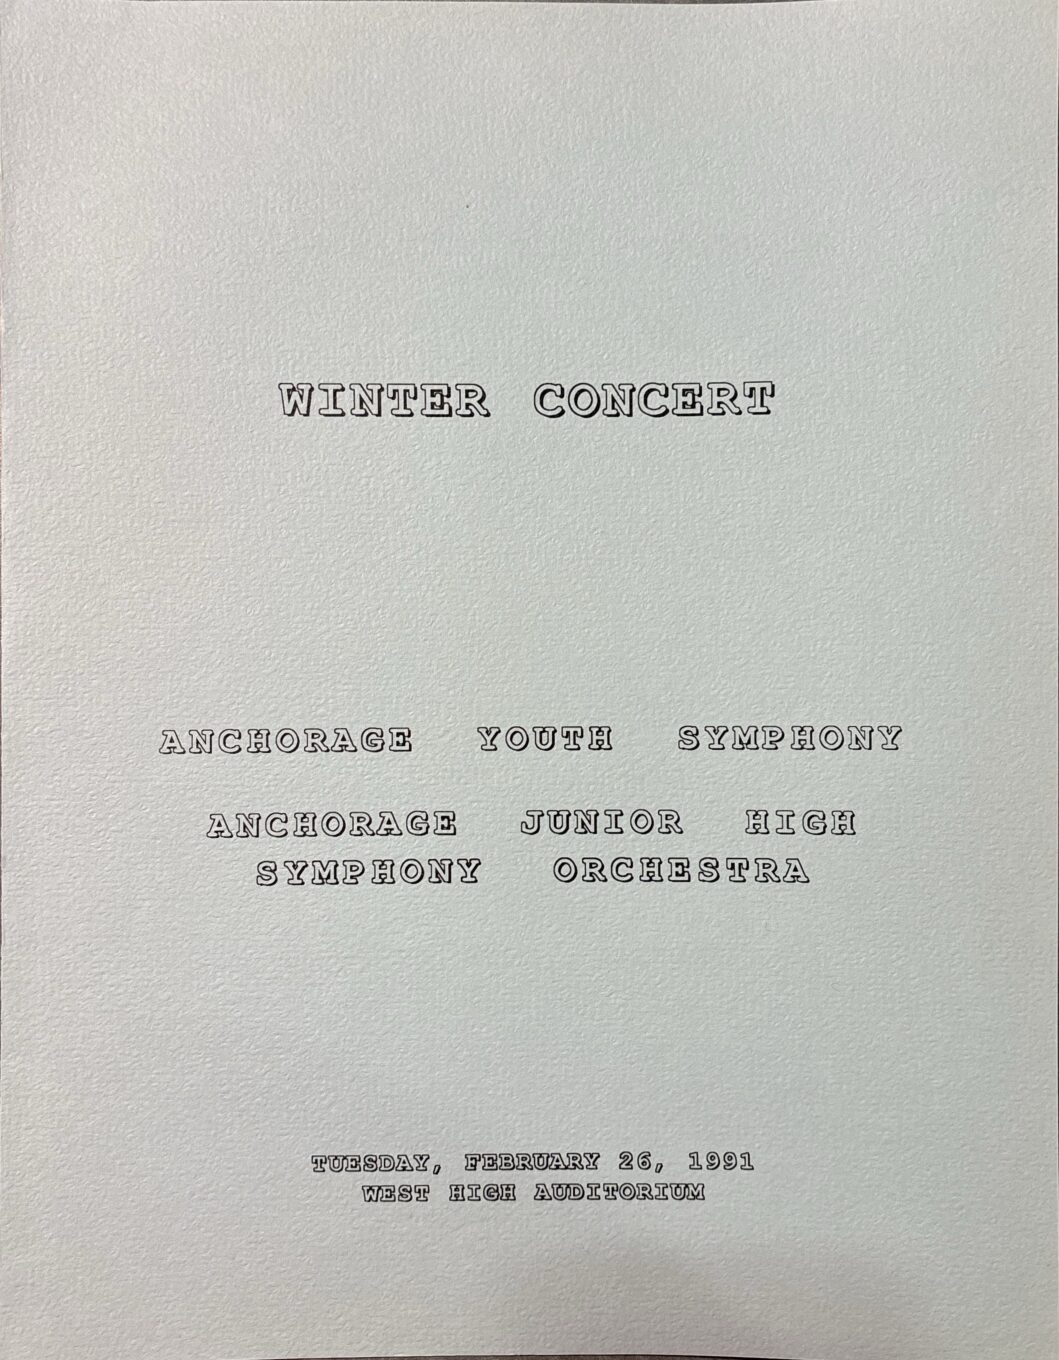 WINTER CONCERT
ANCHORAGE YOUTH SYMPHONY
ANCHORAGE JUNIOR HIGH
SYMPHONY ORCHESTRA
TUESDAY, FEBRUARY 26, 1991
WEST HIGH AUDITORIUM